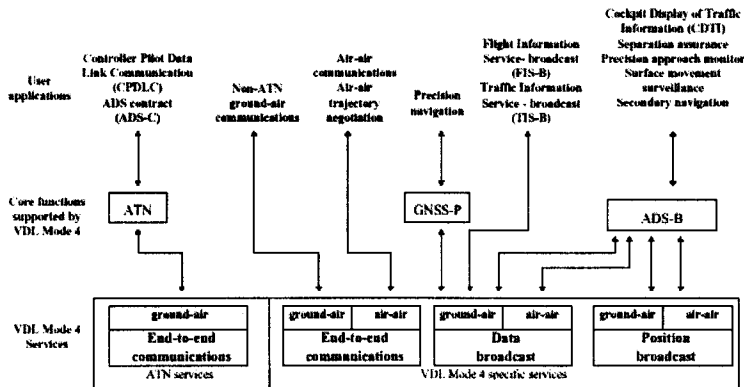 User
applications
Controller Pilot Data
Link Communication
(CPDLC)
ADS contract
(ADS-C)
Non-ATN
ground-air
communications
Air-air
communications
Air-air
trajectory
negotiation
Precision
navigation
Flight Information
Service- broadcast
(FIS-B)
Traffic Information
Service - broadcast
(TIS-B)
Cockpit Display of Traffic
Information (CDTI)
Separation assurance
Precision approach monitor
Surface movement
surveillance
Secondary navigation
Core functions
supported by
VDL Mode 4
ATN
GNSS-P
ADS-B
VDL Mode 4
Services
ground-air
End-to-end
communications
ATN services
ground-air
air-air
End-to-end
communications
ground-air
air-air
Data
broadcast
ground-air
air-air
Position
broadcast
VDL Mode 4 specific services